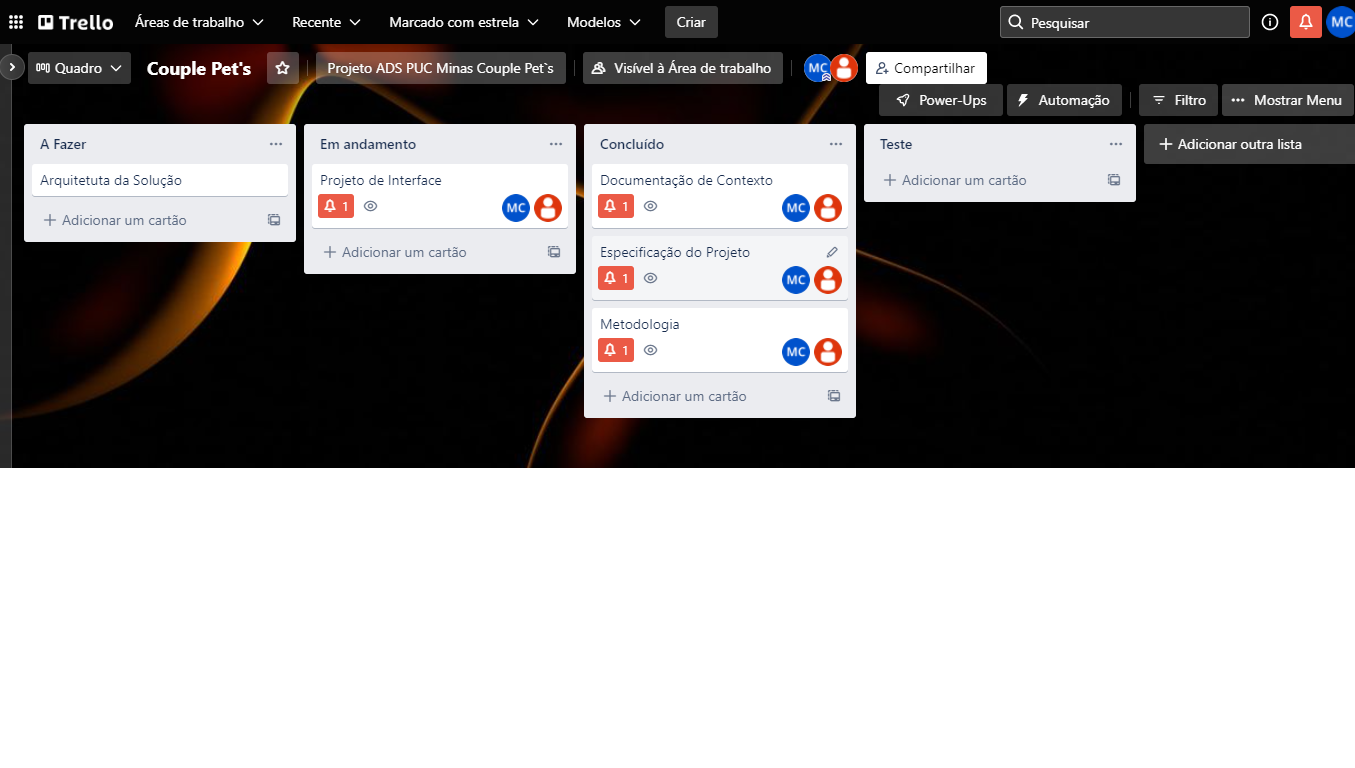 Trello Áreas de trabalho Recente Marcado com estrela Modelos Criar Pesquisar MC
Quadro Couple Pet's Projeto ADS PUC Minas Couple Pet`s Visível à Área de trabalho MC Compartilhar
Power-Ups Automação Filtro Mostrar Menu
A Fazer
Arquitetuta da Solução
Adicionar um cartão
Em andamento
Projeto de Interface
1 MC
Adicionar um cartão
Concluído
Documentação de Contexto
1 MC
Especificação do Projeto
1 MC
Metodologia
1 MC
Adicionar um cartão
Teste
Adicionar um cartão
Adicionar outra lista